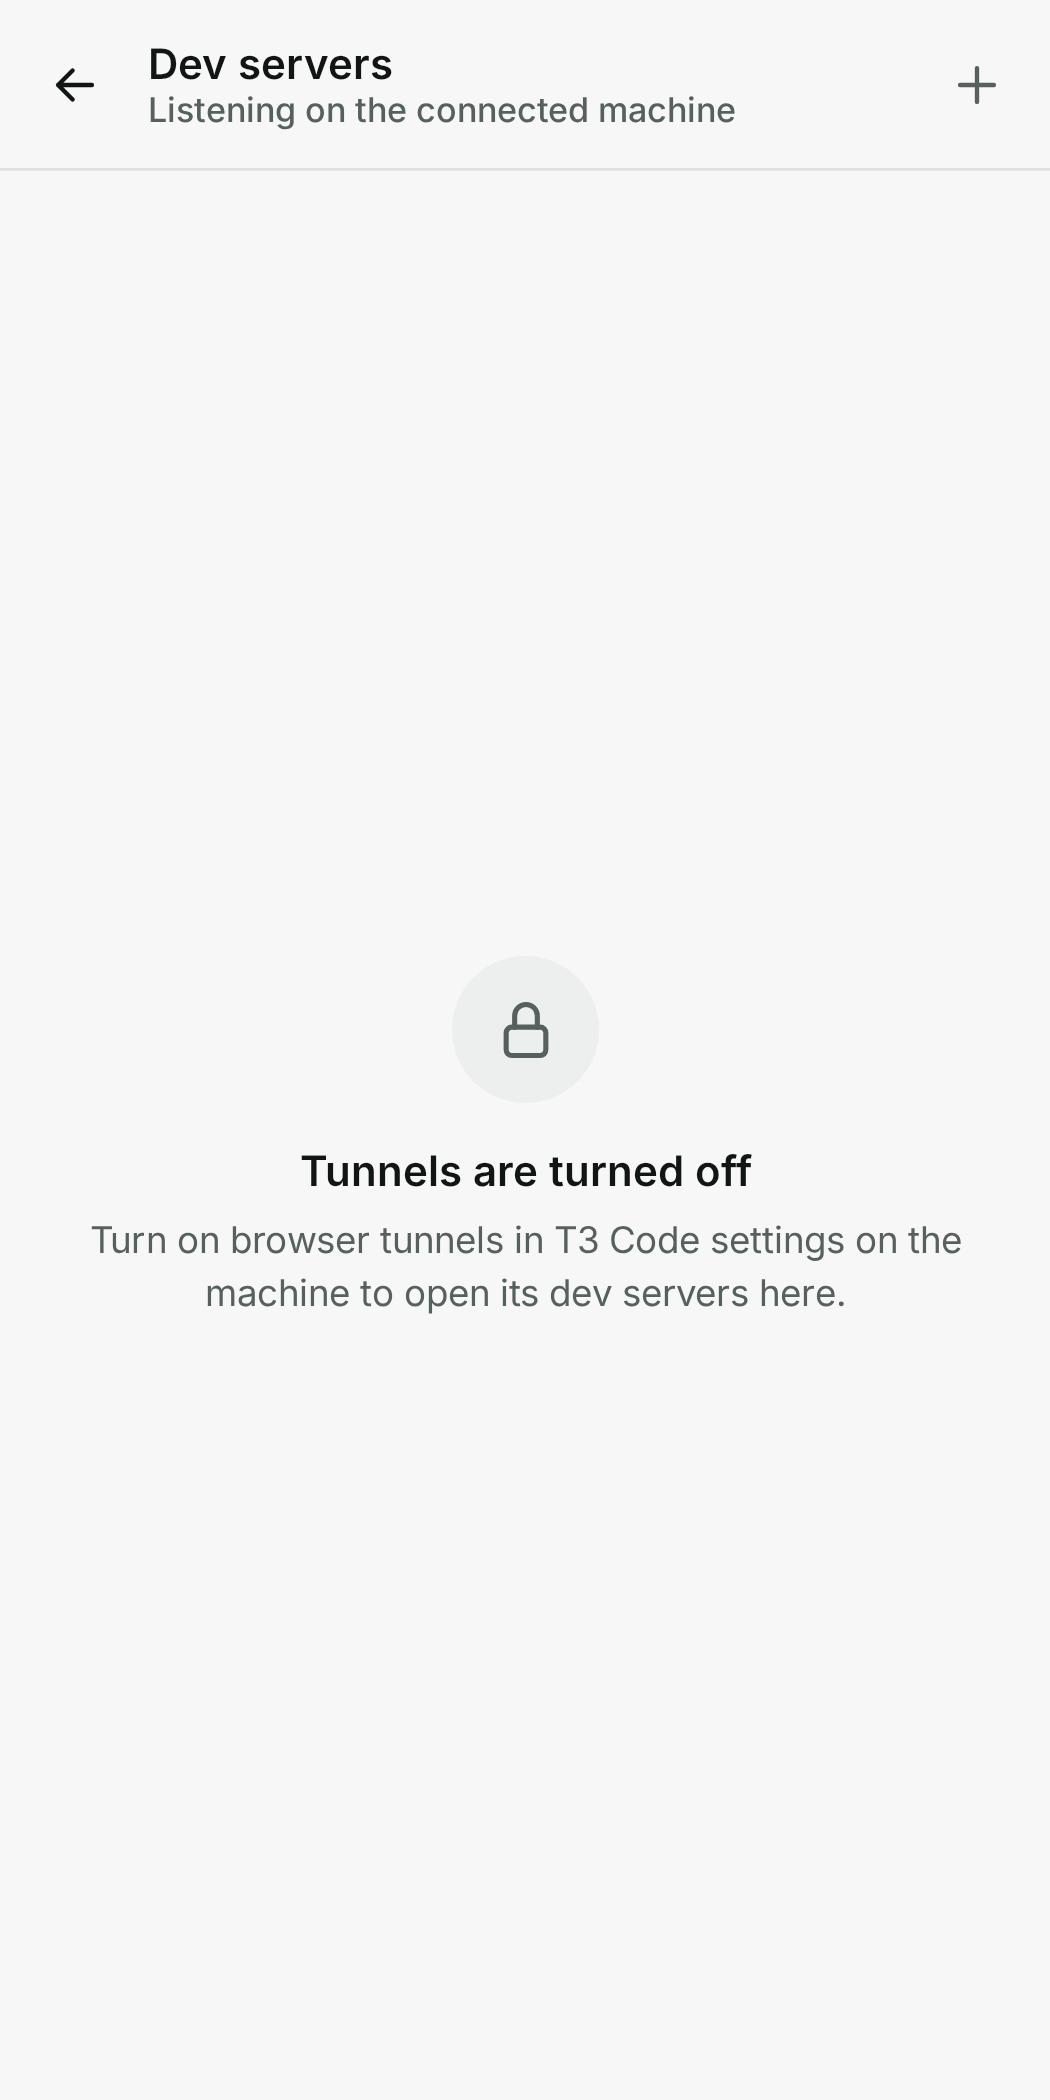 Dev servers
Listening on the connected machine
Tunnels are turned off
Turn on browser tunnels in T3 Code settings on the
machine to open its dev servers here.